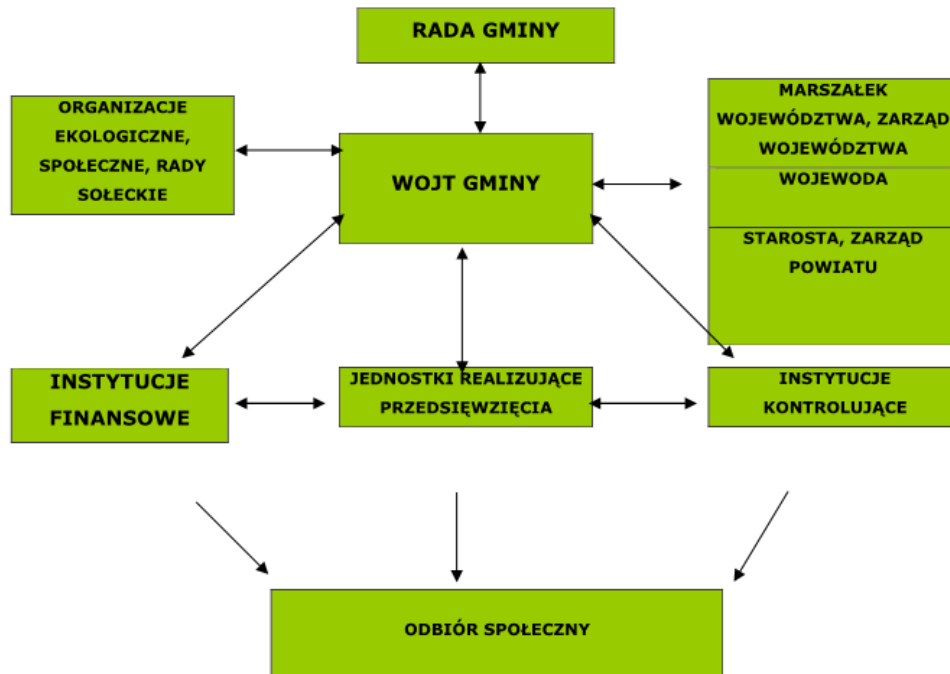 RADA GMINY
ORGANIZACJE
EKOLOGICZNE,
SPOŁECZNE, RADY
SOŁECKIE
WOJT GMINY
MARSZAŁEK
WOJEWÓDZTWA, ZARZĄD
WOJEWÓDZTWA
WOJEWODA
STAROSTA, ZARZĄD
POWIATU
INSTYTUCJE
FINANSOWE
JEDNOSTKI REALIZUJĄCE
PRZEDSIĘWZIĘCIA
INSTYTUCJE
KONTROLUJĄCE
ODBIÓR SPOŁECZNY